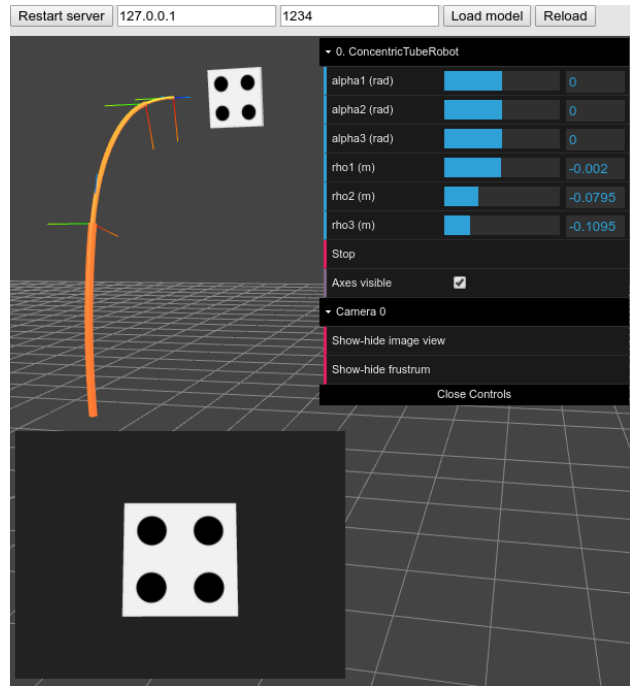 Restart server 127.0.0.1 1234 Load model Reload
0. ConcentricTubeRobot
alpha1 (rad) 0
alpha2 (rad) 0
alpha3 (rad) 0
rho1 (m) -0.002
rho2 (m) -0.0795
rho3 (m) -0.1095
Stop
Axes visible
Camera 0
Show-hide image view
Show-hide frustrum
Close Controls